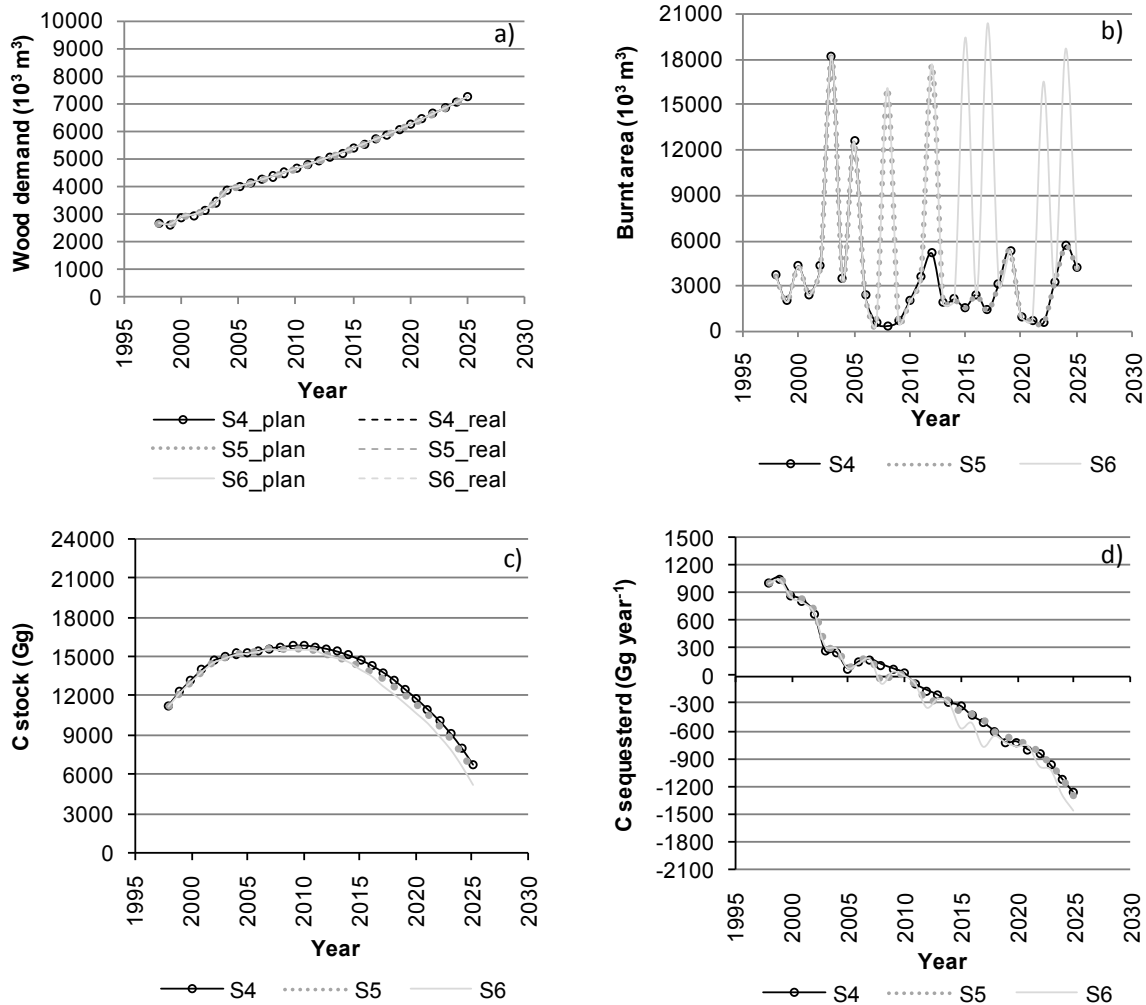 a)
Wood demand (10³ m³)
10000
9000
8000
7000
6000
5000
4000
3000
2000
1000
0
1995 2000 2005 2010 2015 2020 2025 2030
Year
S4_plan S4_real
S5_plan S5_real
S6_plan S6_real
b)
Burnt area (10³ m³)
21000
18000
15000
12000
9000
6000
3000
0
1995 2000 2005 2010 2015 2020 2025 2030
Year
S4 S5 S6
c)
C stock (Gg)
24000
21000
18000
15000
12000
9000
6000
3000
0
1995 2000 2005 2010 2015 2020 2025 2030
Year
S4 S5 S6
d)
C sequesterd (Gg year⁻¹)
1500
1200
900
600
300
0
-300
-600
-900
-1200
-1500
-1800
-2100
1995 2000 2005 2010 2015 2020 2025 2030
Year
S4 S5 S6